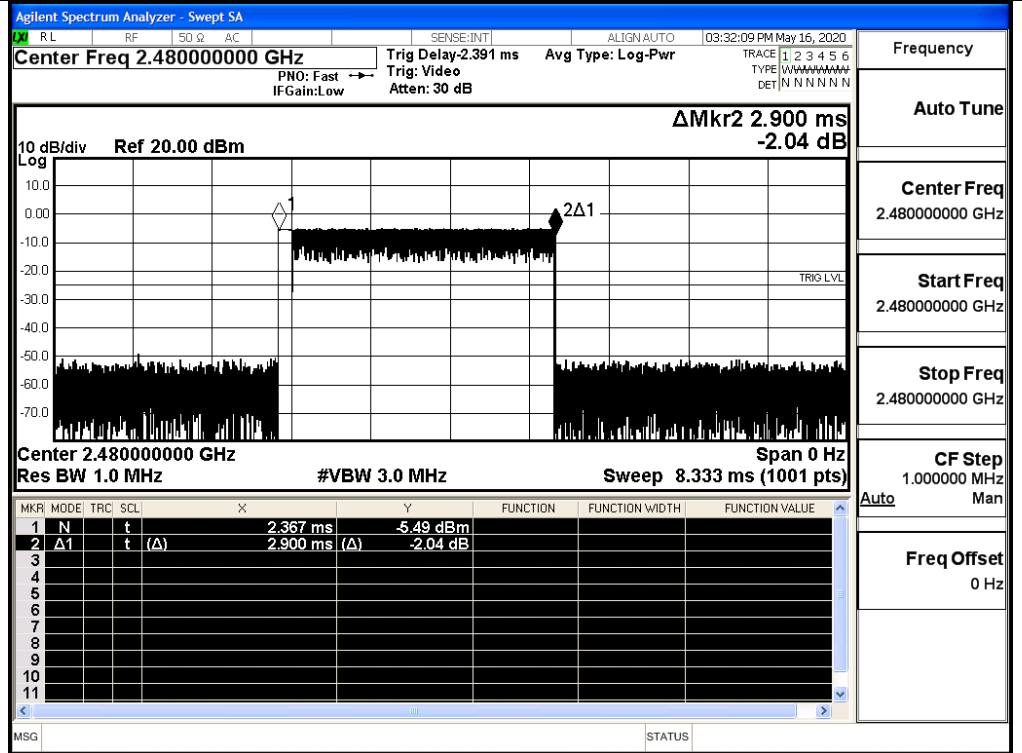 Agilent Spectrum Analyzer - Swept SA
LXI RL RF 50 Ω AC SENSE:INT ALIGN AUTO 03:32:09 PM May 16, 2020
Center Freq 2.480000000 GHz
PNO: Fast
IFGain:Low
Trig Delay-2.391 ms
Trig: Video
Atten: 30 dB
Avg Type: Log-Pwr
TRACE 1 2 3 4 5 6
TYPE WWWWWW
DET N N N N N N
ΔMkr2 2.900 ms
-2.04 dB
10 dB/div Ref 20.00 dBm
Log
10.0
0.00
-10.0
-20.0
-30.0
-40.0
-50.0
-60.0
-70.0
1
2Δ1
TRIG LVL
Center 2.480000000 GHz Span 0 Hz
Res BW 1.0 MHz #VBW 3.0 MHz Sweep 8.333 ms (1001 pts)
MKR MODE TRC SCL X Y FUNCTION FUNCTION WIDTH FUNCTION VALUE
1 N t 2.367 ms -5.49 dBm
2 Δ1 t (Δ) 2.900 ms (Δ) -2.04 dB
3
4
5
6
7
8
9
10
11
MSG STATUS
Frequency
Auto Tune
Center Freq
2.480000000 GHz
Start Freq
2.480000000 GHz
Stop Freq
2.480000000 GHz
CF Step
1.000000 MHz
Auto Man
Freq Offset
0 Hz